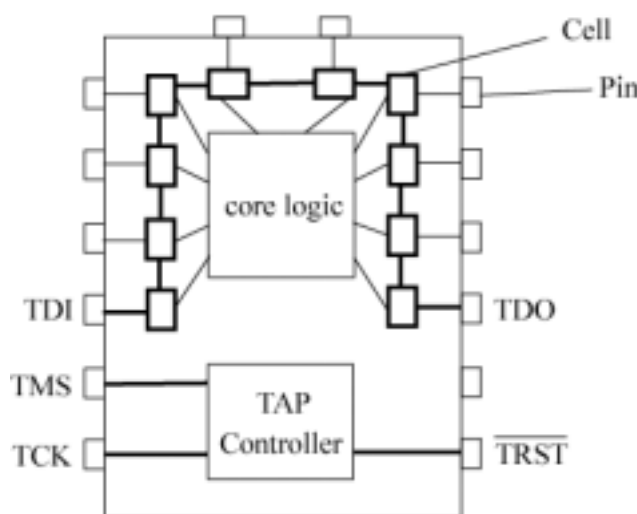 Cell
Pin
core logic
TDI
TDO
TMS
TAP
Controller
TCK
TRST